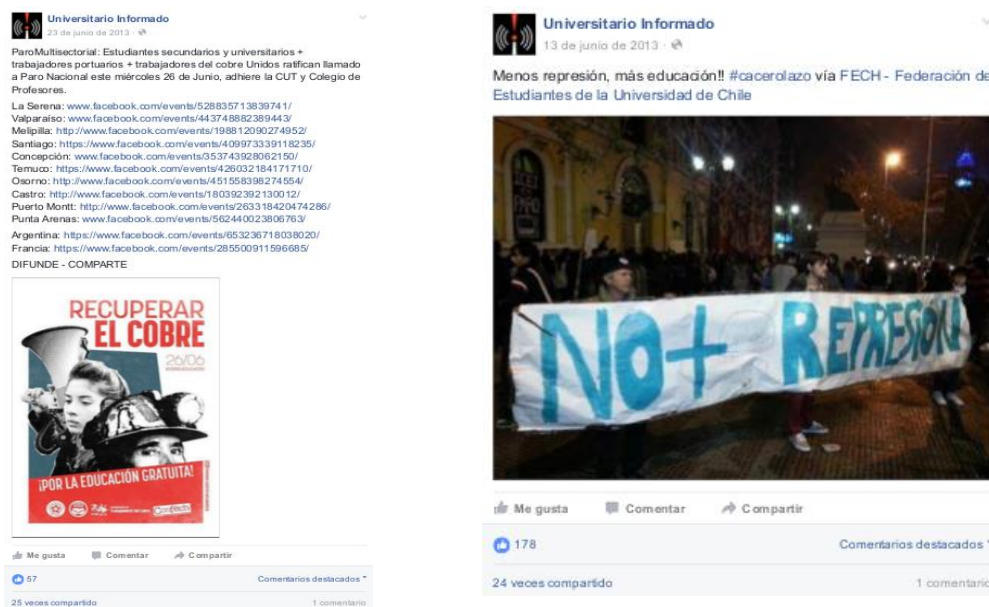 Universitario Informado
23 de junio de 2013 ·
ParoMultisectorial: Estudiantes secundarios y universitarios +
trabajadores portuarios + trabajadores del cobre Unidos ratifican llamado
a Paro Nacional este miércoles 26 de Junio, adhiere la CUT y Colegio de
Profesores.
La Serena: www.facebook.com/events/528835713839741/
Valparaíso: www.facebook.com/events/443748882389443/
Melipilla: http://www.facebook.com/events/198812090274952/
Santiago: https://www.facebook.com/events/409973339118235/
Concepción: www.facebook.com/events/353743928062150/
Temuco: https://www.facebook.com/events/426032184171710/
Osorno: http://www.facebook.com/events/451558398274554/
Castro: http://www.facebook.com/events/180392392130012/
Puerto Montt: http://www.facebook.com/events/263318420474286/
Punta Arenas: www.facebook.com/events/562440023806763/
Argentina: https://www.facebook.com/events/653236718038020/
Francia: https://www.facebook.com/events/285500911596685/
DIFUNDE - COMPARTE
RECUPERAR
EL COBRE
26/06
¡POR LA EDUCACIÓN GRATUITA!
Me gusta Comentar Compartir
57 Comentarios destacados
25 veces compartido 1 comentario
Universitario Informado
13 de junio de 2013 ·
Menos represión, más educación!! #cacerolazo vía FECH - Federación de
Estudiantes de la Universidad de Chile
NO+ REPRESIÓN
Me gusta Comentar Compartir
178 Comentarios destacados
24 veces compartido 1 comentario